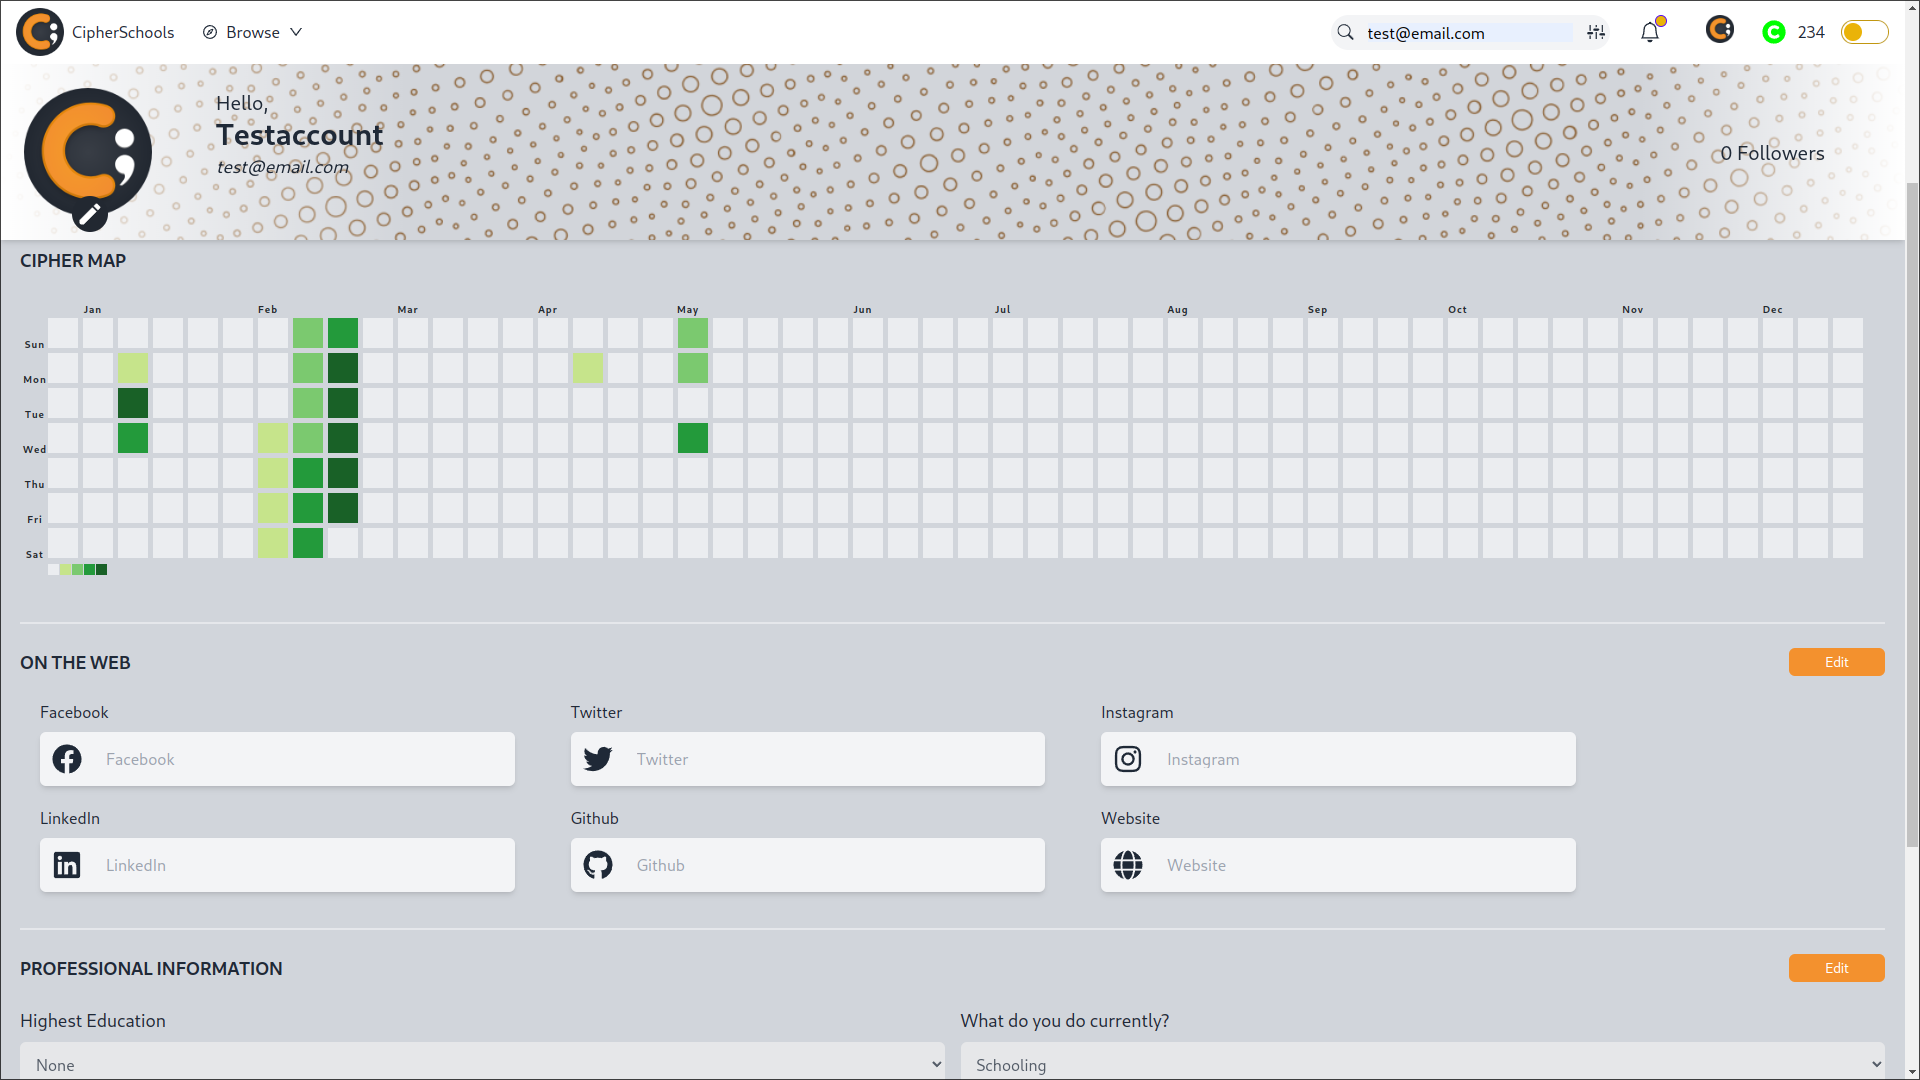 CipherSchools
Browse
test@email.com
234
Hello,
Testaccount
test@email.com
0 Followers
CIPHER MAP
Jan Feb Mar Apr May Jun Jul Aug Sep Oct Nov Dec
Sun
Mon
Tue
Wed
Thu
Fri
Sat
ON THE WEB
Edit
Facebook Twitter Instagram
Facebook Twitter Instagram
LinkedIn Github Website
LinkedIn Github Website
PROFESSIONAL INFORMATION
Edit
Highest Education What do you do currently?
None Schooling